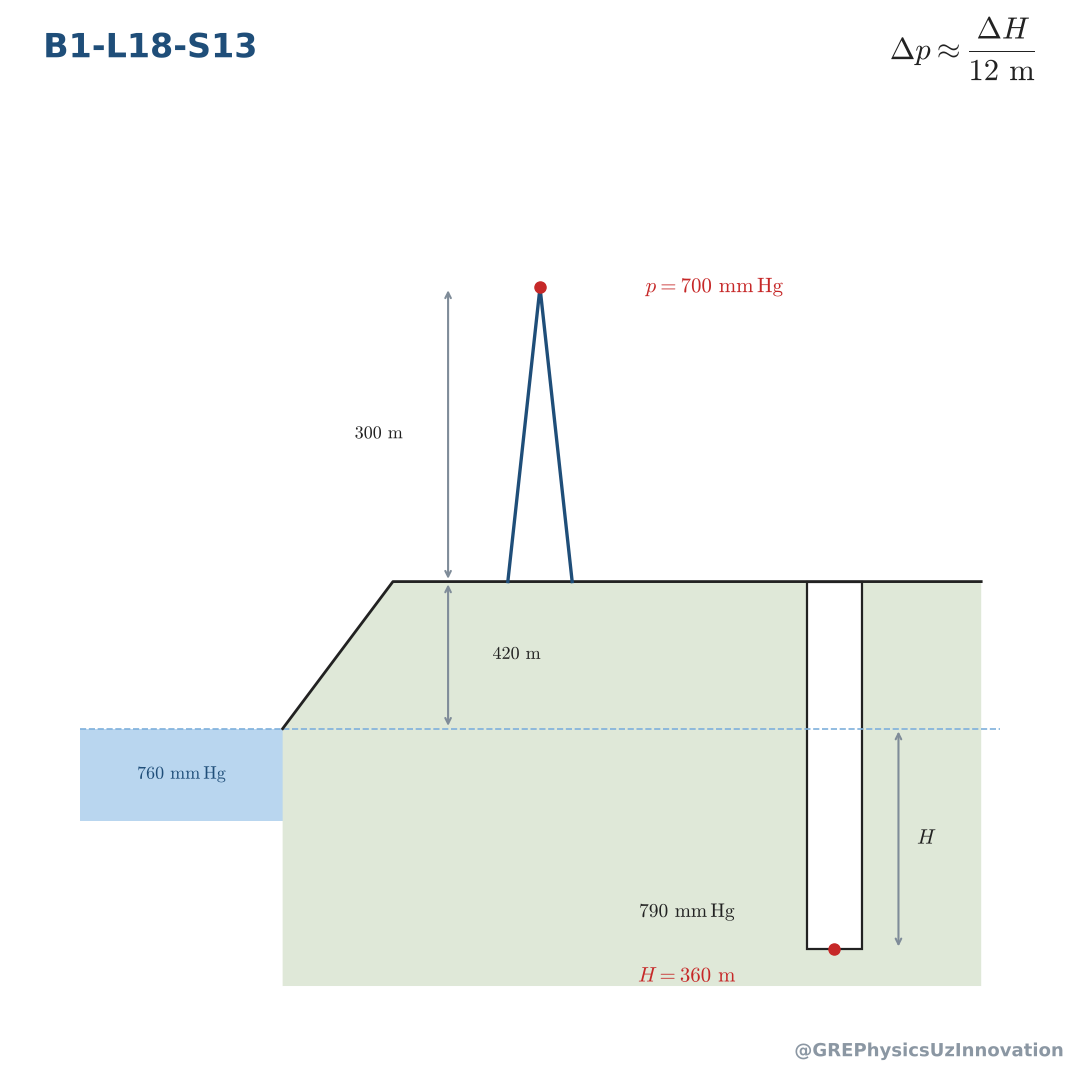 B1-L18-S13
Δp ≈ ΔH / 12 m
p = 700 mm Hg
300 m
420 m
760 mm Hg
H
790 mm Hg
H = 360 m
@GREPhysicsUzInnovation